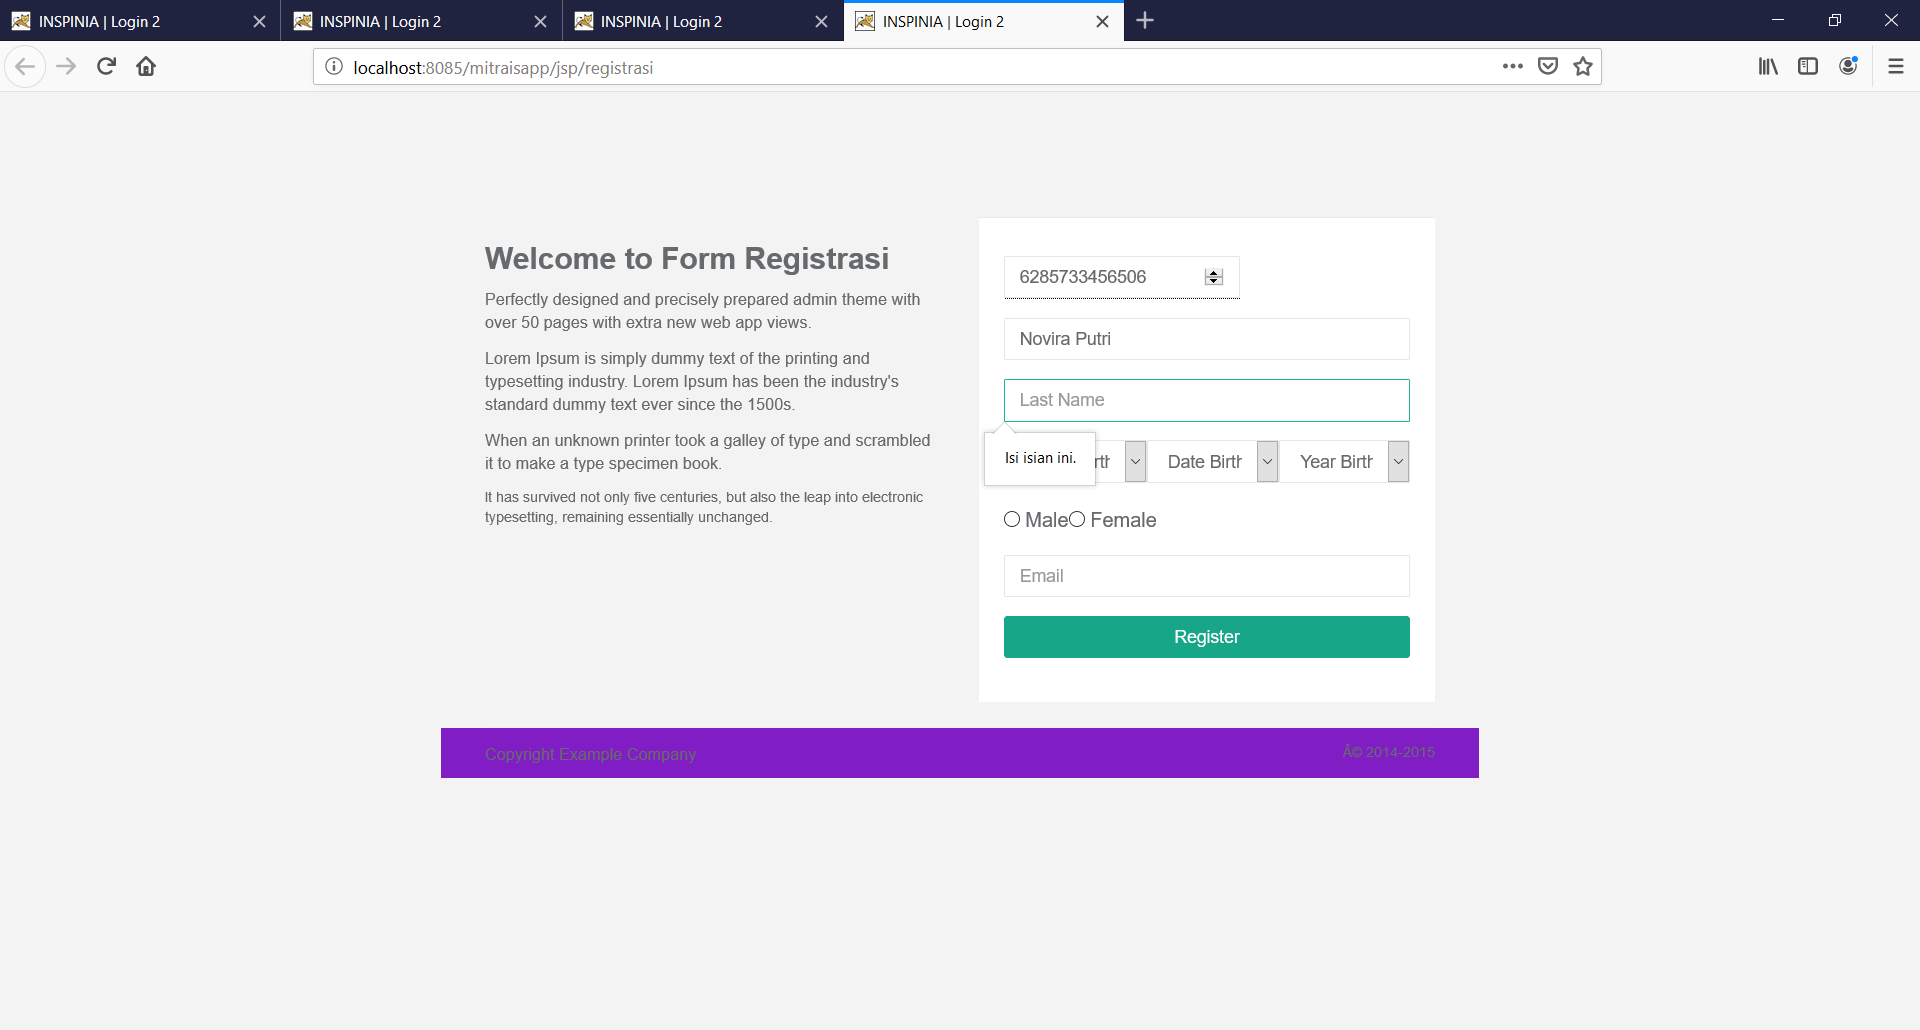 INSPINIA | Login 2
INSPINIA | Login 2
INSPINIA | Login 2
INSPINIA | Login 2
localhost:8085/mitraisapp/jsp/registrasi
Welcome to Form Registrasi
Perfectly designed and precisely prepared admin theme with
over 50 pages with extra new web app views.
Lorem Ipsum is simply dummy text of the printing and
typesetting industry. Lorem Ipsum has been the industry's
standard dummy text ever since the 1500s.
When an unknown printer took a galley of type and scrambled
it to make a type specimen book.
It has survived not only five centuries, but also the leap into electronic
typesetting, remaining essentially unchanged.
6285733456506
Novira Putri
Last Name
Isi isian ini.
Date Birth
Year Birth
Male Female
Email
Register
Copyright Example Company
Â© 2014-2015